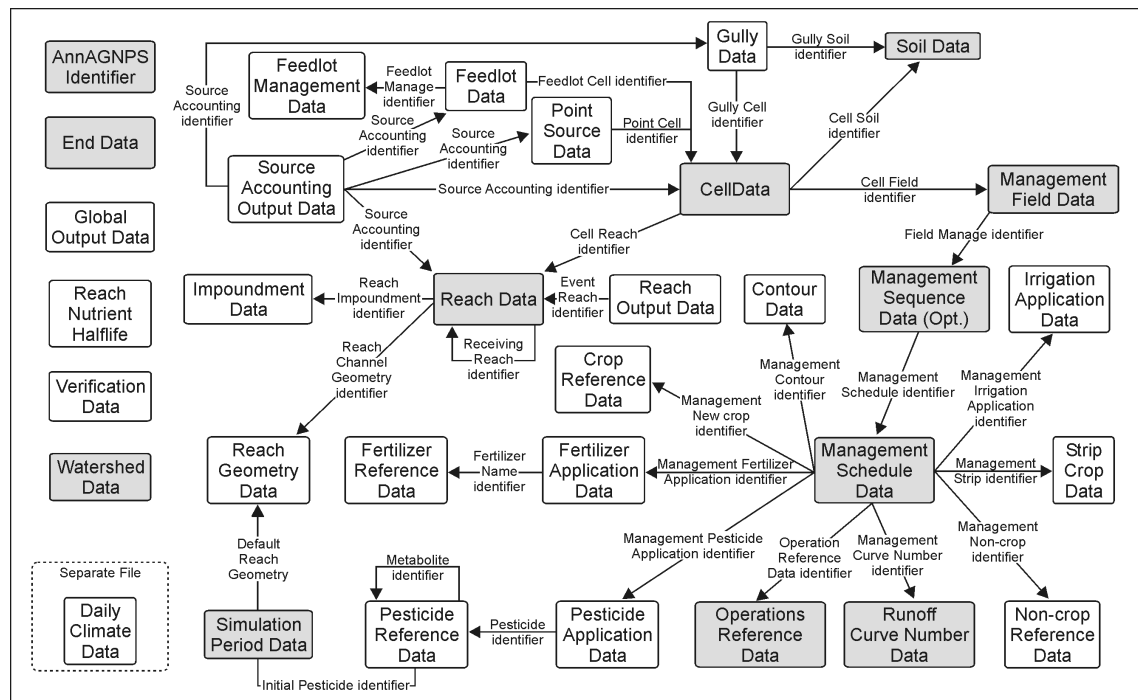 AnnAGNPS
Identifier
End Data
Global
Output Data
Reach
Nutrient
Halflife
Verification
Data
Watershed
Data
Separate File
Daily
Climate
Data
Source
Accounting
identifier
Feedlot
Management
Data
Feedlot
Manage
identifier
Feedlot
Data
Feedlot Cell identifier
Gully
Data
Gully Soil
identifier
Soil Data
Source
Accounting
identifier
Source
Accounting
identifier
Point
Source
Data
Point Cell
identifier
Gully Cell
identifier
Cell Soil
identifier
Source
Accounting
Output Data
Source Accounting identifier
CellData
Cell Field
identifier
Management
Field Data
Source
Accounting
identifier
Cell Reach
identifier
Field Manage identifier
Impoundment
Data
Reach
Impoundment
identifier
Reach Data
Event
Reach
identifier
Reach
Output Data
Contour
Data
Management
Sequence
Data (Opt.)
Irrigation
Application
Data
Receiving
Reach
identifier
Reach
Channel
Geometry
identifier
Crop
Reference
Data
Management
New crop
identifier
Management
Contour
identifier
Management
Schedule identifier
Management
Irrigation
Application
identifier
Reach
Geometry
Data
Fertilizer
Reference
Data
Fertilizer
Name
identifier
Fertilizer
Application
Data
Management Fertilizer
Application identifier
Management
Schedule
Data
Management
Strip identifier
Strip
Crop
Data
Default
Reach
Geometry
Metabolite
identifier
Management Pesticide
Application identifier
Operation
Reference
Data identifier
Management
Curve Number
identifier
Management
Non-crop
identifier
Simulation
Period Data
Pesticide
Reference
Data
Pesticide
identifier
Pesticide
Application
Data
Operations
Reference
Data
Runoff
Curve Number
Data
Non-crop
Reference
Data
Initial Pesticide identifier